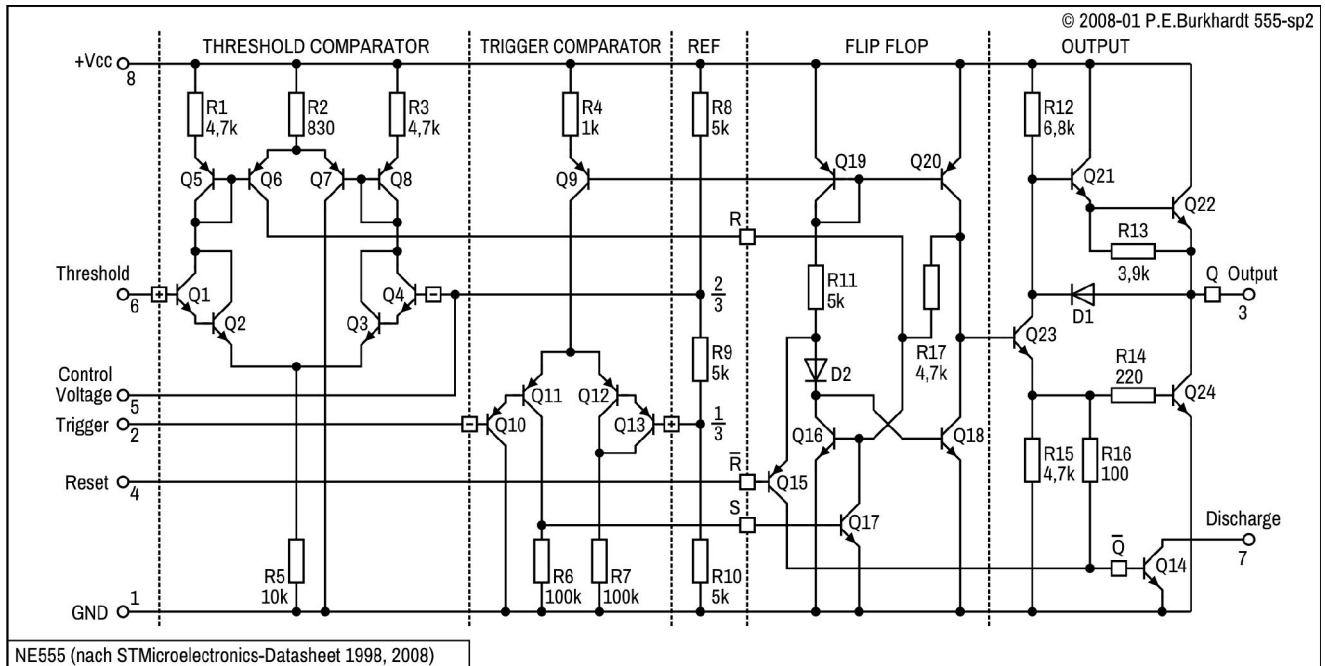 © 2008-01 P.E.Burkhardt 555-sp2
THRESHOLD COMPARATOR
TRIGGER COMPARATOR
REF
FLIP FLOP
OUTPUT
+Vcc
8
R1
4,7k
R2
830
R3
4,7k
R4
1k
R8
5k
R12
6,8k
Q5
Q6
Q7
Q8
Q9
Q19
Q20
Q21
Q22
R
R13
3,9k
Threshold
6
+
Q1
Q2
Q3
Q4
-
2
3
R11
5k
R17
4,7k
D1
Q Output
3
Q23
Control
Voltage
5
R9
5k
D2
R14
220
Q24
Trigger
2
-
Q10
Q11
Q12
Q13
+
1
3
Q16
Q18
R15
4,7k
R16
100
Reset
4
R̅
Q15
S
Q17
Discharge
7
R5
10k
R6
100k
R7
100k
R10
5k
Q̅
Q14
GND
1
NE555 (nach STMicroelectronics-Datasheet 1998, 2008)